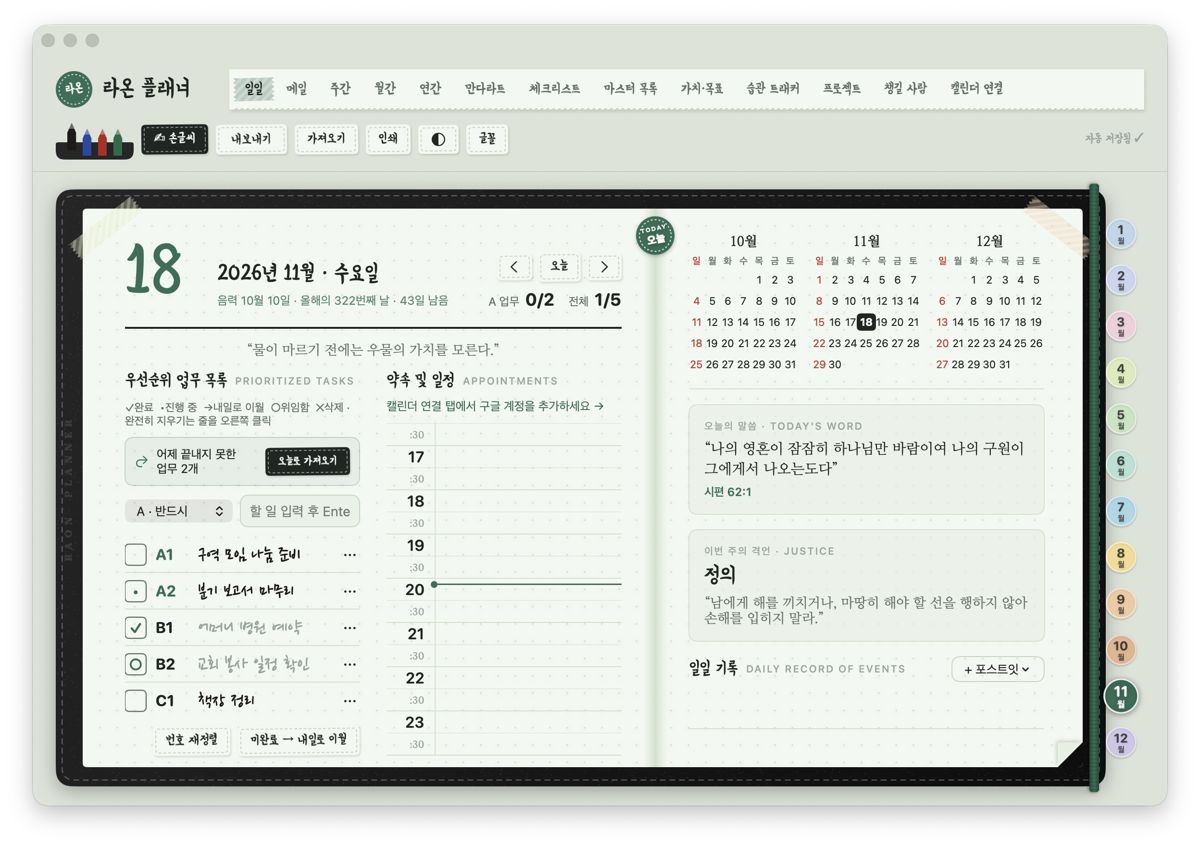 라온 라온 플래너
일일 메일 주간 월간 연간 만다라트 체크리스트 마스터 목록 가치·목표 습관 트래커 프로젝트 챙길 사람 캘린더 연결
✍ 손글씨 내보내기 가져오기 인쇄 글꼴
자동 저장됨 ✓
RAON PLANNER
18
2026년 11월 · 수요일
오늘
음력 10월 10일 · 올해의 322번째 날 · 43일 남음
A 업무 0/2 전체 1/5
“물이 마르기 전에는 우물의 가치를 모른다.”
우선순위 업무 목록 PRIORITIZED TASKS
✓완료 •진행 중 →내일로 이월 ○위임함 ✕삭제 ·
완전히 지우기는 줄을 오른쪽 클릭
어제 끝내지 못한
업무 2개
오늘로 가져오기
A · 반드시
할 일 입력 후 Ente
A1 구역 모임 나눔 준비 ···
A2 분기 보고서 마무리 ···
B1 어머니 병원 예약 ···
B2 교회 봉사 일정 확인 ···
C1 책장 정리 ···
번호 재정렬 미완료 → 내일로 이월
약속 및 일정 APPOINTMENTS
캘린더 연결 탭에서 구글 계정을 추가하세요 →
:30
17
:30
18
:30
19
:30
20
:30
21
:30
22
:30
23
:30
TODAY
오늘
10월
일 월 화 수 목 금 토
1 2 3
4 5 6 7 8 9 10
11 12 13 14 15 16 17
18 19 20 21 22 23 24
25 26 27 28 29 30 31
11월
일 월 화 수 목 금 토
1 2 3 4 5 6 7
8 9 10 11 12 13 14
15 16 17 18 19 20 21
22 23 24 25 26 27 28
29 30
12월
일 월 화 수 목 금 토
1 2 3 4 5
6 7 8 9 10 11 12
13 14 15 16 17 18 19
20 21 22 23 24 25 26
27 28 29 30 31
오늘의 말씀 · TODAY'S WORD
“나의 영혼이 잠잠히 하나님만 바람이여 나의 구원이
그에게서 나오는도다”
시편 62:1
이번 주의 격언 · JUSTICE
정의
“남에게 해를 끼치거나, 마땅히 해야 할 선을 행하지 않아
손해를 입히지 말라.”
일일 기록 DAILY RECORD OF EVENTS
+ 포스트잇
1
월
2
월
3
월
4
월
5
월
6
월
7
월
8
월
9
월
10
월
11
월
12
월